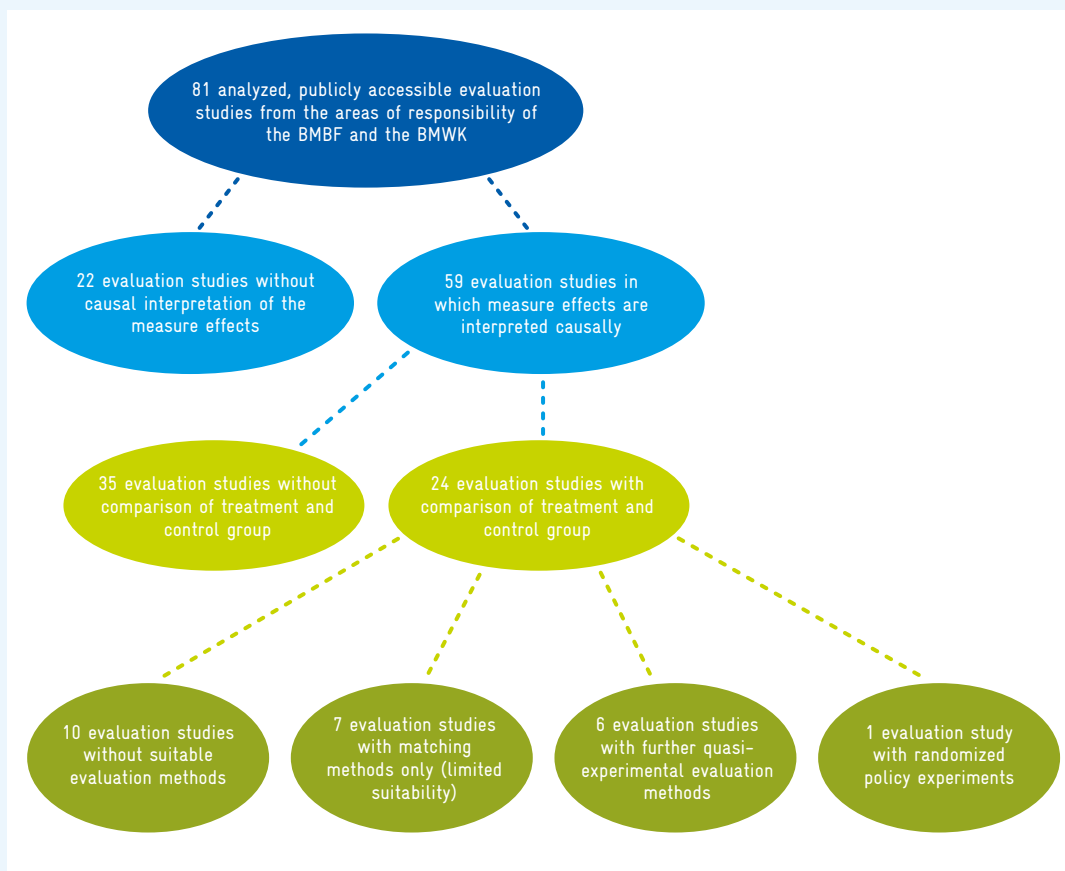 81 analyzed, publicly accessible evaluation
studies from the areas of responsibility of
the BMBF and the BMWK
22 evaluation studies without
causal interpretation of the
measure effects
59 evaluation studies in
which measure effects are
interpreted causally
35 evaluation studies without
comparison of treatment and
control group
24 evaluation studies with
comparison of treatment and
control group
10 evaluation studies
without suitable
evaluation methods
7 evaluation studies
with matching
methods only (limited
suitability)
6 evaluation studies
with further quasi-
experimental evaluation
methods
1 evaluation study
with randomized
policy experiments